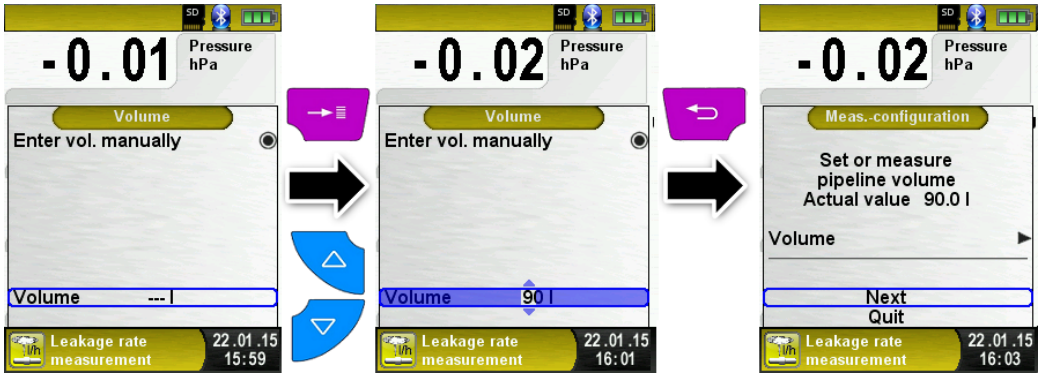 SD
-0.01
Pressure
hPa
Volume
Enter vol. manually
Volume --- l
l/h
Leakage rate
measurement
22.01.15
15:59
SD
-0.02
Pressure
hPa
Volume
Enter vol. manually
Volume 90 l
l/h
Leakage rate
measurement
22.01.15
16:01
SD
-0.02
Pressure
hPa
Meas.-configuration
Set or measure
pipeline volume
Actual value 90.0 l
Volume
Next
Quit
l/h
Leakage rate
measurement
22.01.15
16:03